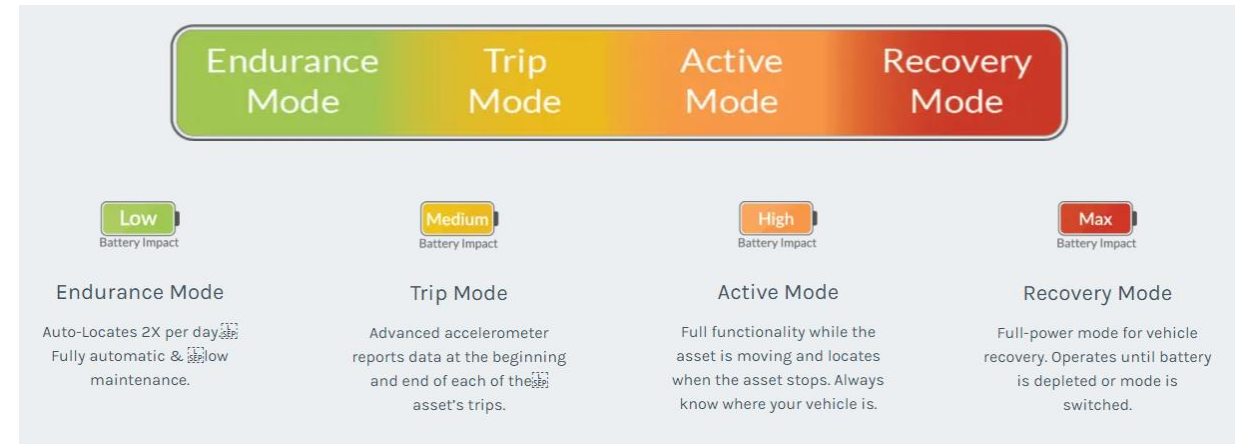 Endurance Mode
Trip Mode
Active Mode
Recovery Mode
Low
Battery Impact
Endurance Mode
Auto-Locates 2X per day.SEP
Fully automatic & SEPlow
maintenance.
Medium
Battery Impact
Trip Mode
Advanced accelerometer
reports data at the beginning
and end of each of theSEP
asset's trips.
High
Battery Impact
Active Mode
Full functionality while the
asset is moving and locates
when the asset stops. Always
know where your vehicle is.
Max
Battery Impact
Recovery Mode
Full-power mode for vehicle
recovery. Operates until battery
is depleted or mode is
switched.